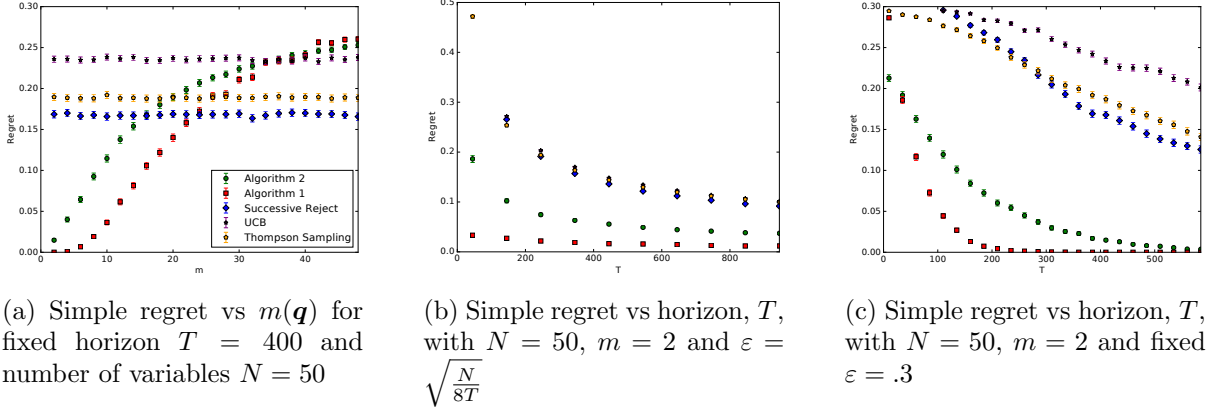 0.30
0.25
0.20
0.15
0.10
0.05
0.00
Regret
0
10
20
30
40
m
Algorithm 2
Algorithm 1
Successive Reject
UCB
Thompson Sampling
0.5
0.4
0.3
0.2
0.1
0.0
Regret
0
200
400
600
800
T
0.30
0.25
0.20
0.15
0.10
0.05
0.00
Regret
0
100
200
300
400
500
T
(a) Simple regret vs m(q) for
fixed horizon T = 400 and
number of variables N = 50
(b) Simple regret vs horizon, T,
with N = 50, m = 2 and ε =
√(N/8T)
(c) Simple regret vs horizon, T,
with N = 50, m = 2 and fixed
ε = .3